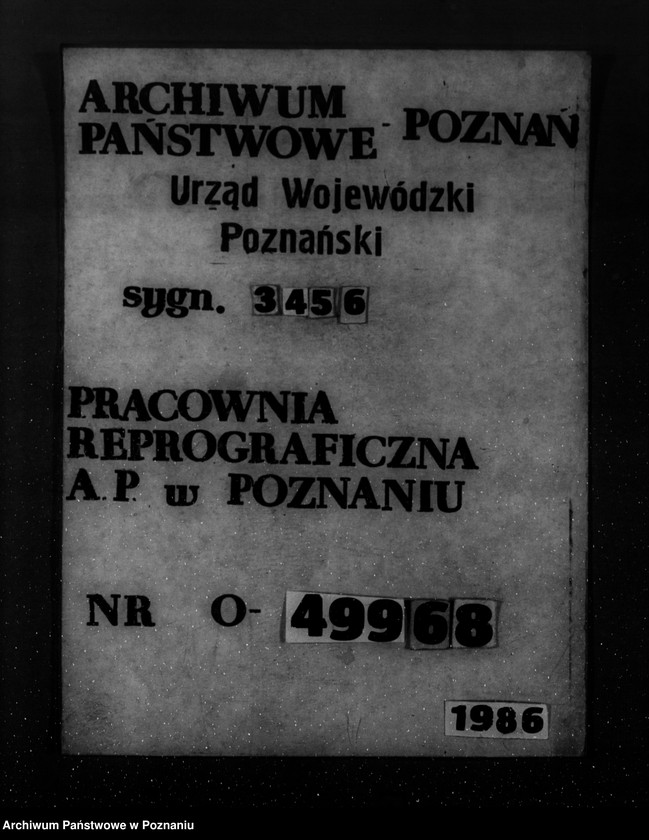 ARCHIWUM
PAŃSTWOWE - POZNAŃ
Urząd Wojewódzki
Poznański
sygn. 3456
PRACOWNIA
REPROGRAFICZNA
A.P. w POZNANIU
NR O- 49968
1986
Archiwum Państwowe w Poznaniu